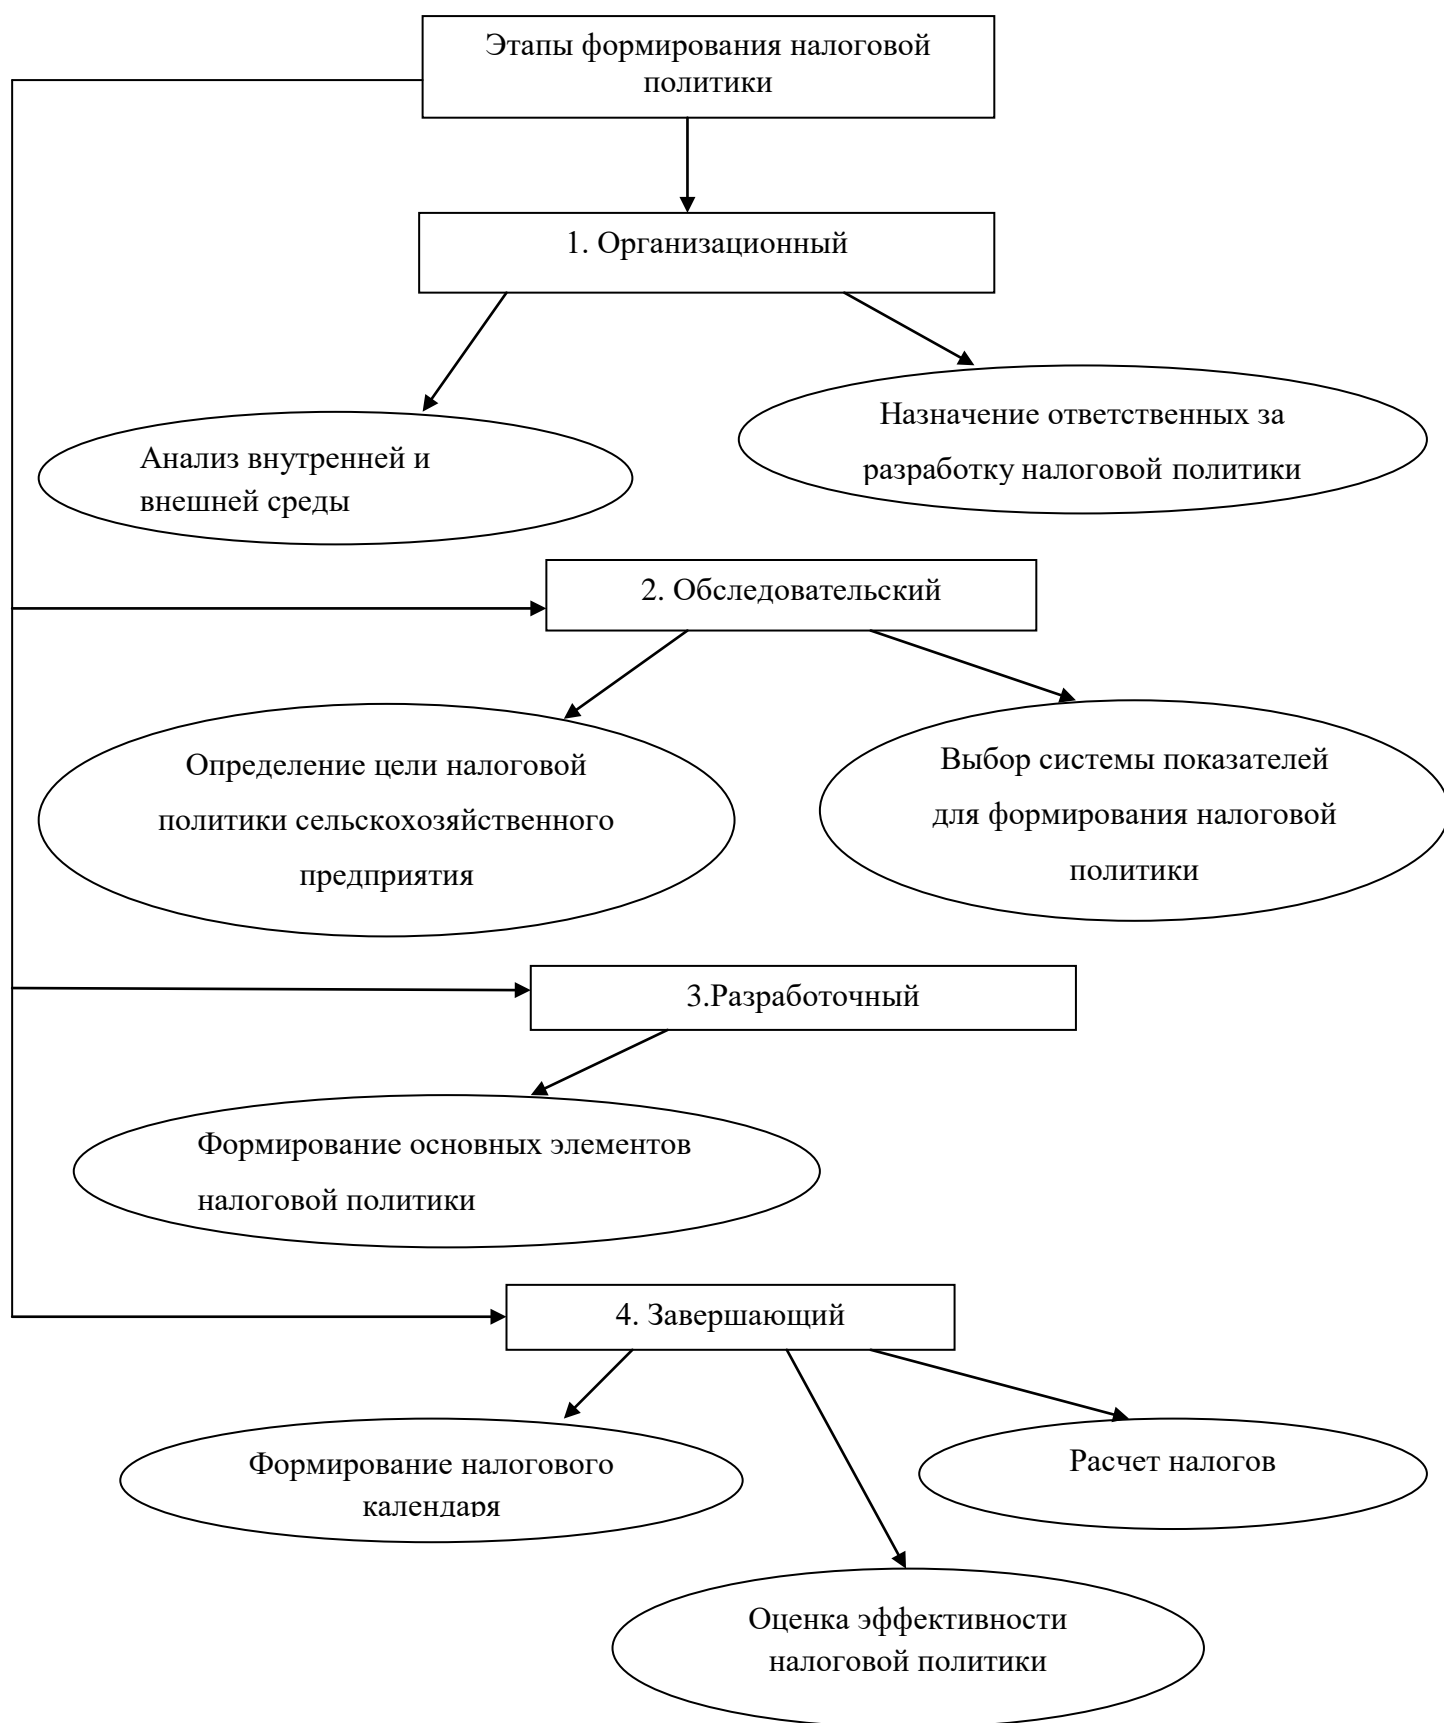 Этапы формирования налоговой
политики
1. Организационный
Анализ внутренней и
внешней среды
Назначение ответственных за
разработку налоговой политики
2. Обследовательский
Определение цели налоговой
политики сельскохозяйственного
предприятия
Выбор системы показателей
для формирования налоговой
политики
3.Разработочный
Формирование основных элементов
налоговой политики
4. Завершающий
Формирование налогового
календаря
Расчет налогов
Оценка эффективности
налоговой политики